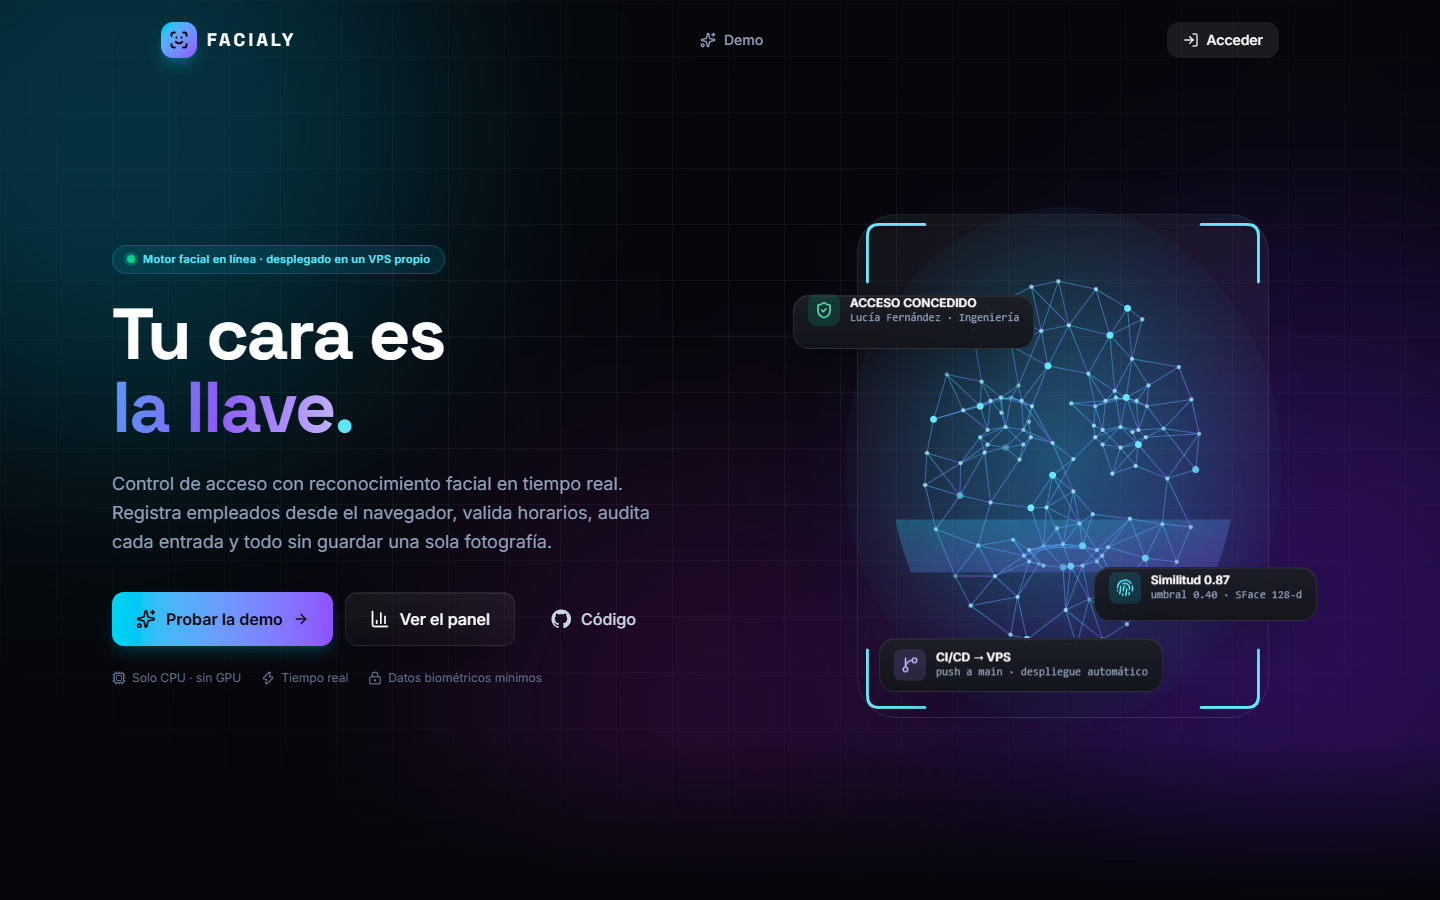 FACIALY
Demo
Acceder
Motor facial en línea · desplegado en un VPS propio
Tu cara es
la llave.
Control de acceso con reconocimiento facial en tiempo real.
Registra empleados desde el navegador, valida horarios, audita
cada entrada y todo sin guardar una sola fotografía.
Probar la demo
Ver el panel
Código
Solo CPU · sin GPU
Tiempo real
Datos biométricos mínimos
ACCESO CONCEDIDO
Lucía Fernández · Ingeniería
Similitud 0.87
umbral 0.40 · SFace 128-d
CI/CD → VPS
push a main · despliegue automático